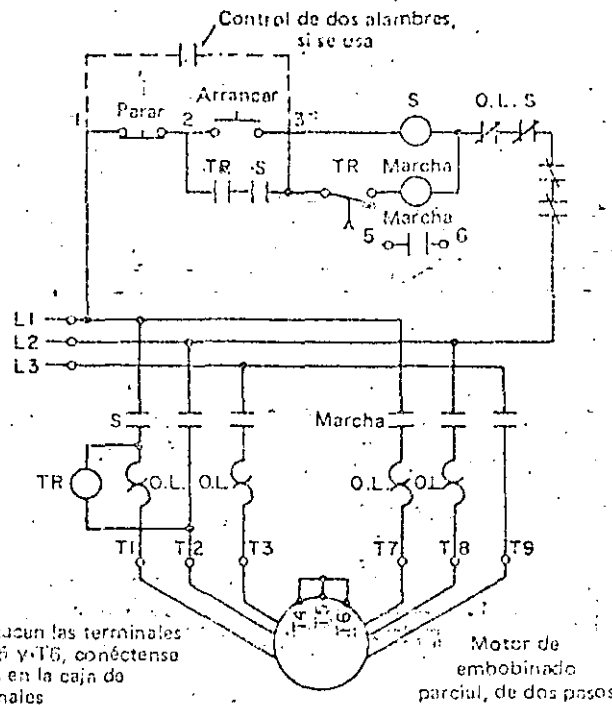 Control de dos alambres,
si se usa
Parar
Arrancar
S
O.L. S
1
2
3
TR S
TR
Marcha
Marcha
5
6
L1
L2
L3
S
Marcha
TR
O.L.
O.L.
O.L.
O.L.
T1
T2
T3
T7
T8
T9
T4
T5
T6
las terminales
y T6, conéctense
en la caja de
Motor de
embobinado
parcial, de dos pasos